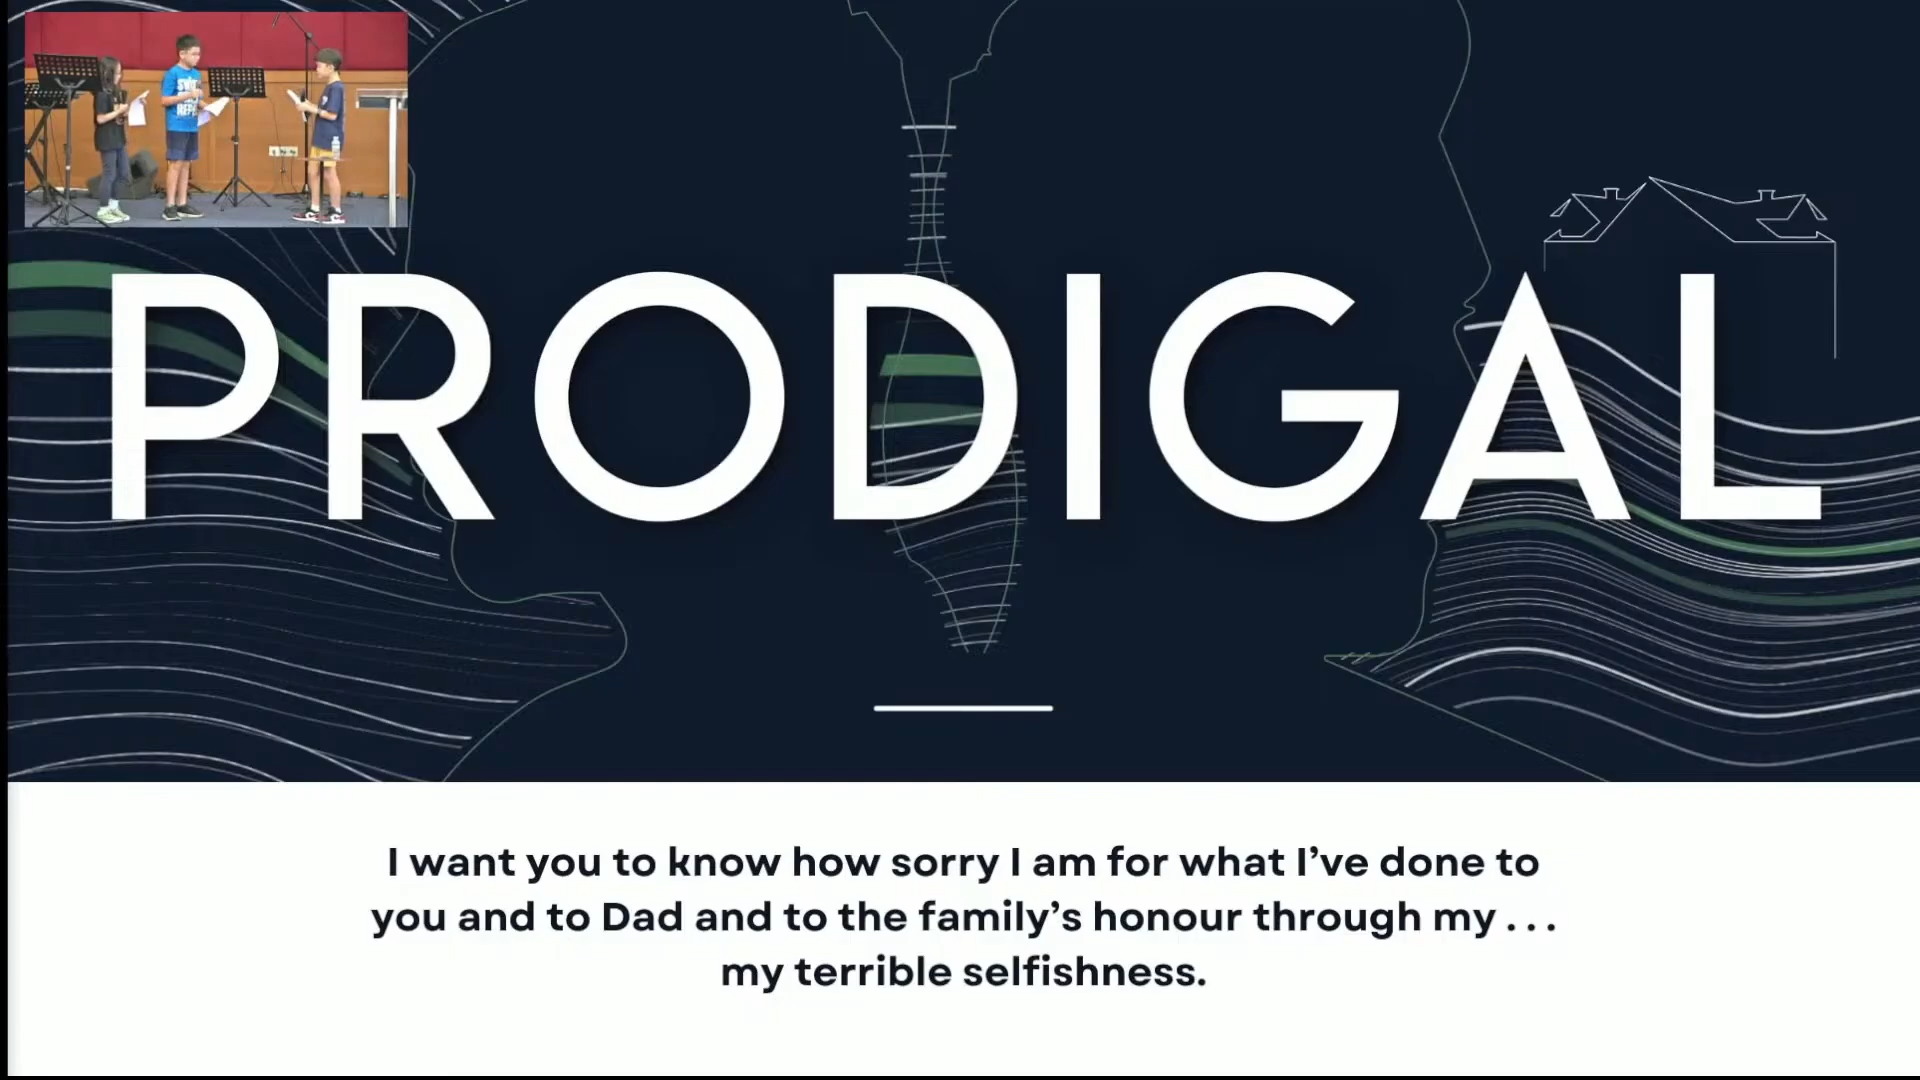 PRODIGAL
I want you to know how sorry I am for what I’ve done to
you and to Dad and to the family’s honour through my . . .
my terrible selfishness.